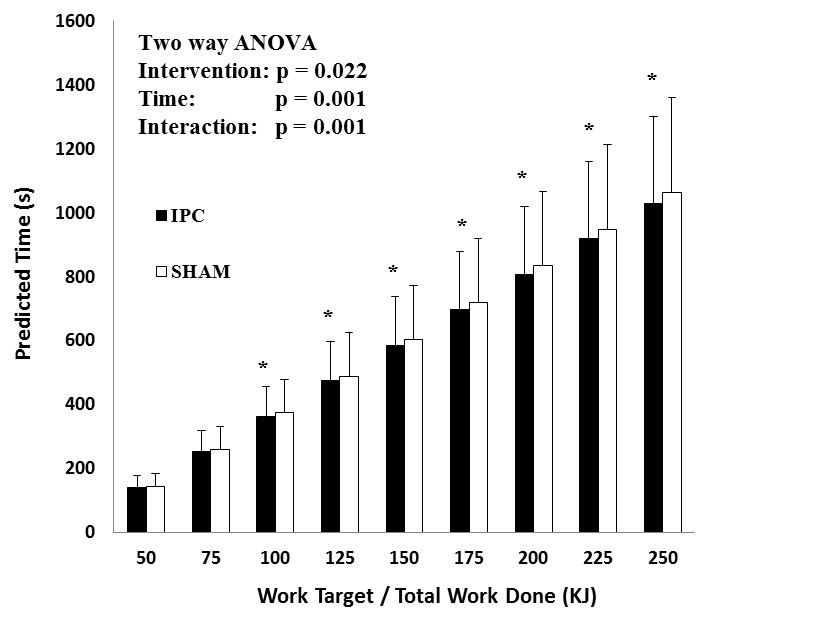 1600
1400
1200
1000
800
600
400
200
0
Predicted Time (s)
Two way ANOVA
Intervention: p = 0.022
Time: p = 0.001
Interaction: p = 0.001
IPC
SHAM
* * * * * * *
50 75 100 125 150 175 200 225 250
Work Target / Total Work Done (KJ)